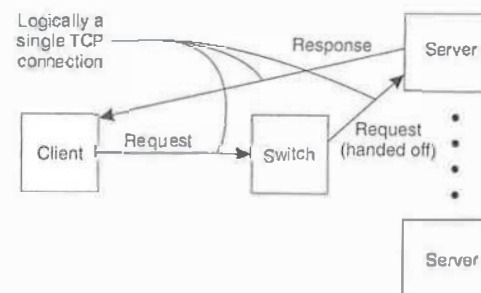 Logically a
single TCP
connection
Response
Server
Client
Request
Switch
Request
(handed off)
Server